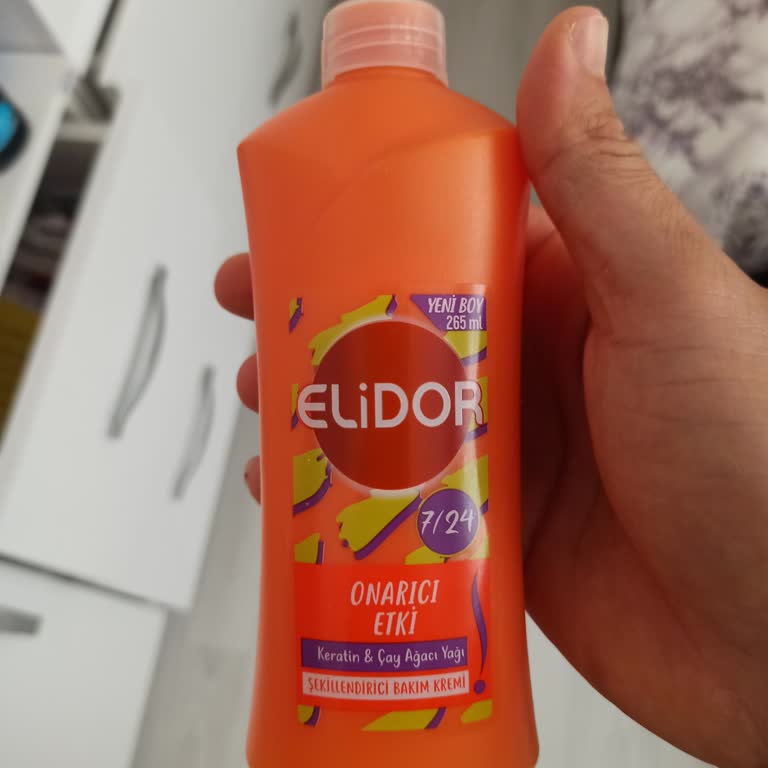 YENİ BOY
265 ml
ELiDOR
7/24
ONARICI
ETKİ
Keratin & Çay Ağacı Yağı
ŞEKİLLENDİRİCİ BAKIM KREMİ